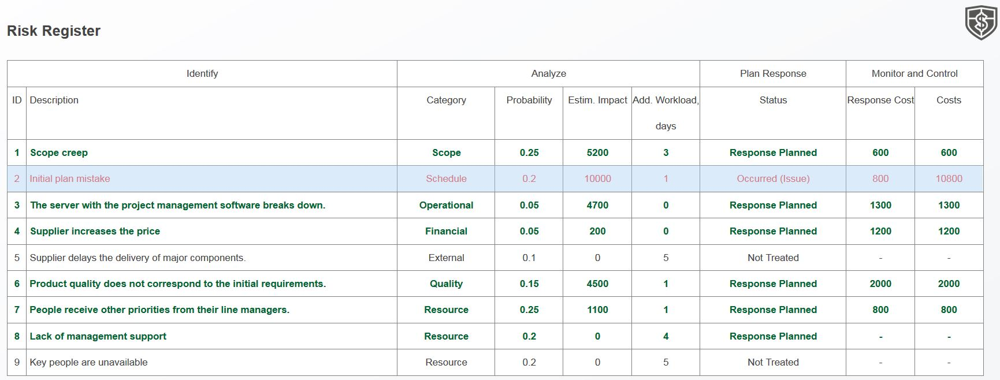 $
Risk Register
Identify Analyze Plan Response Monitor and Control
ID Description Category Probability Estim. Impact Add. Workload, Status Response Cost Costs
days
1 Scope creep Scope 0.25 5200 3 Response Planned 600 600
2 Initial plan mistake Schedule 0.2 10000 1 Occurred (Issue) 800 10800
3 The server with the project management software breaks down. Operational 0.05 4700 0 Response Planned 1300 1300
4 Supplier increases the price Financial 0.05 200 0 Response Planned 1200 1200
5 Supplier delays the delivery of major components. External 0.1 0 5 Not Treated - -
6 Product quality does not correspond to the initial requirements. Quality 0.15 4500 1 Response Planned 2000 2000
7 People receive other priorities from their line managers. Resource 0.25 1100 1 Response Planned 800 800
8 Lack of management support Resource 0.2 0 4 Response Planned - -
9 Key people are unavailable Resource 0.2 0 5 Not Treated - -